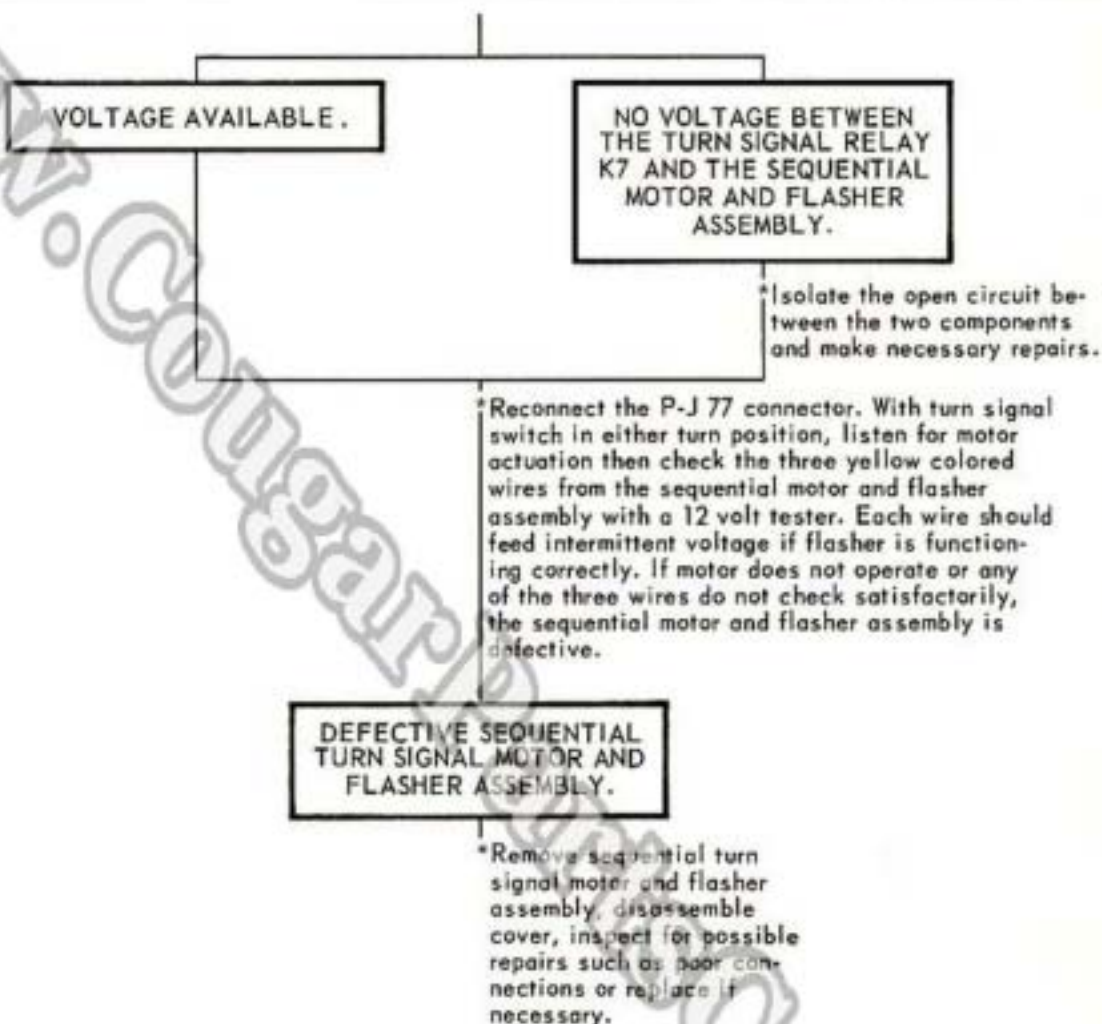 VOLTAGE AVAILABLE.
NO VOLTAGE BETWEEN
THE TURN SIGNAL RELAY
K7 AND THE SEQUENTIAL
MOTOR AND FLASHER
ASSEMBLY.
*Isolate the open circuit be-
tween the two components
and make necessary repairs.
*Reconnect the P-J 77 connector. With turn signal
switch in either turn position, listen for motor
actuation then check the three yellow colored
wires from the sequential motor and flasher
assembly with a 12 volt tester. Each wire should
feed intermittent voltage if flasher is function-
ing correctly. If motor does not operate or any
of the three wires do not check satisfactorily,
the sequential motor and flasher assembly is
defective.
DEFECTIVE SEQUENTIAL
TURN SIGNAL MOTOR AND
FLASHER ASSEMBLY.
*Remove sequential turn
signal motor and flasher
assembly, disassemble
cover, inspect for possible
repairs such as poor con-
nections or replace if
necessary.
w.CougarPartsC